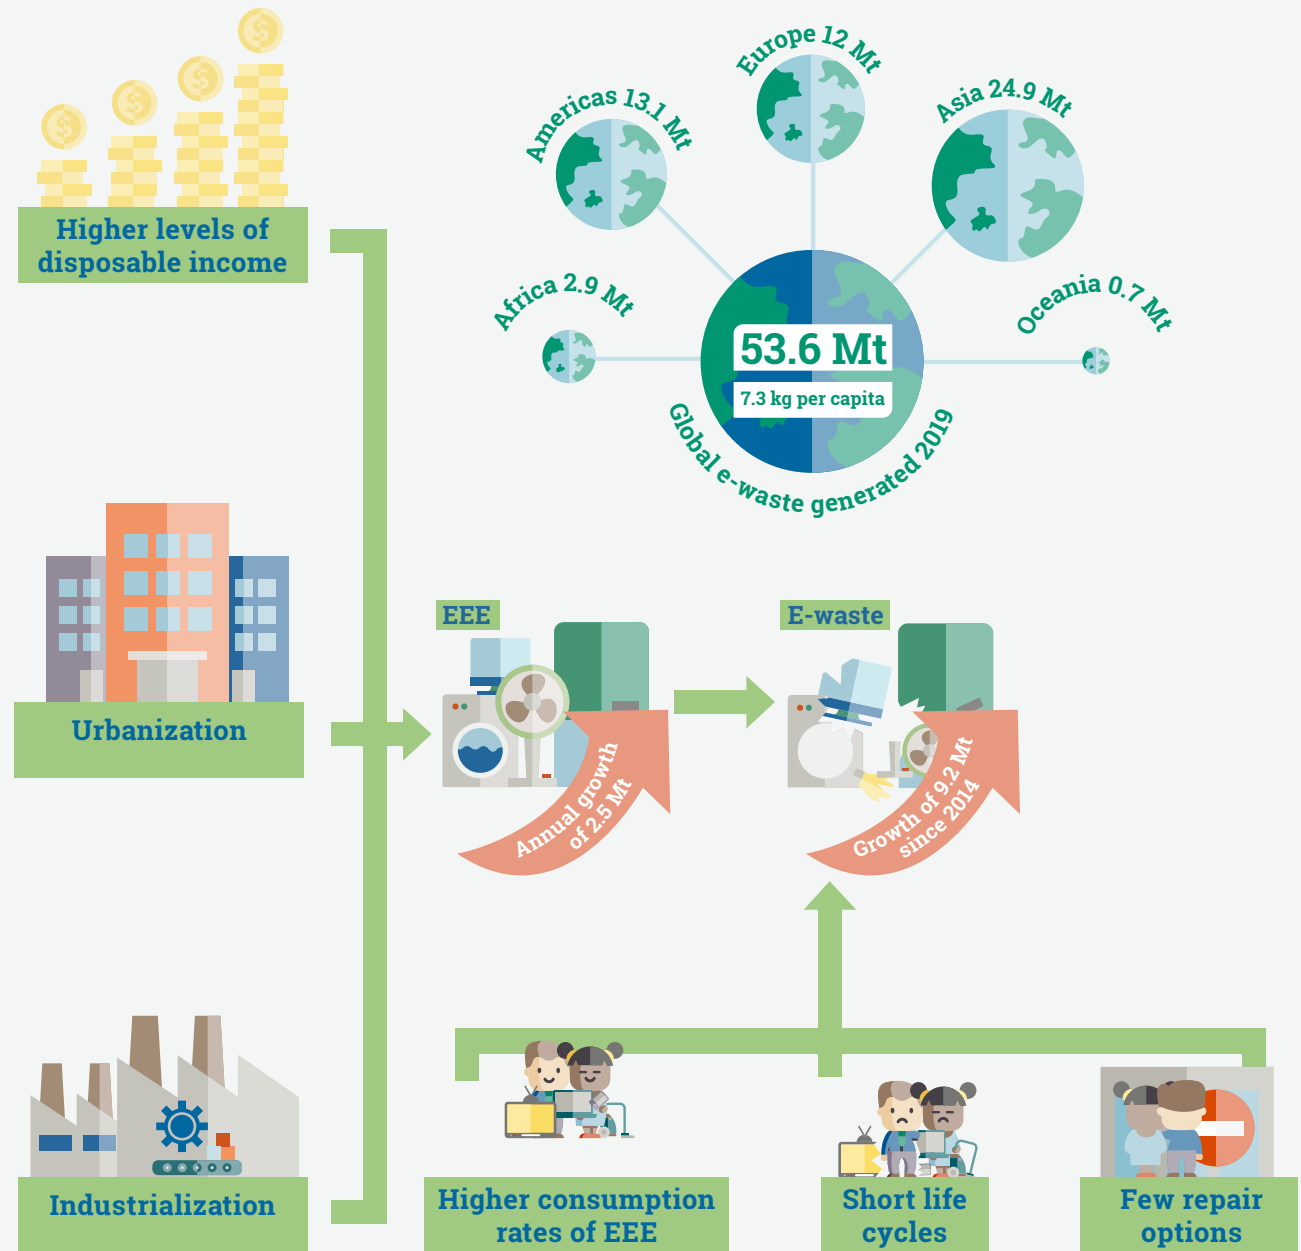 Higher levels of
disposable income
Americas 13.1 Mt
Europe 12 Mt
Asia 24.9 Mt
Africa 2.9 Mt
Oceania 0.7 Mt
53.6 Mt
7.3 kg per capita
Global e-waste generated 2019
Urbanization
EEE
E-waste
Annual growth
of 2.5 Mt
Growth of 9.2 Mt
since 2014
Industrialization
Higher consumption
rates of EEE
Short life
cycles
Few repair
options